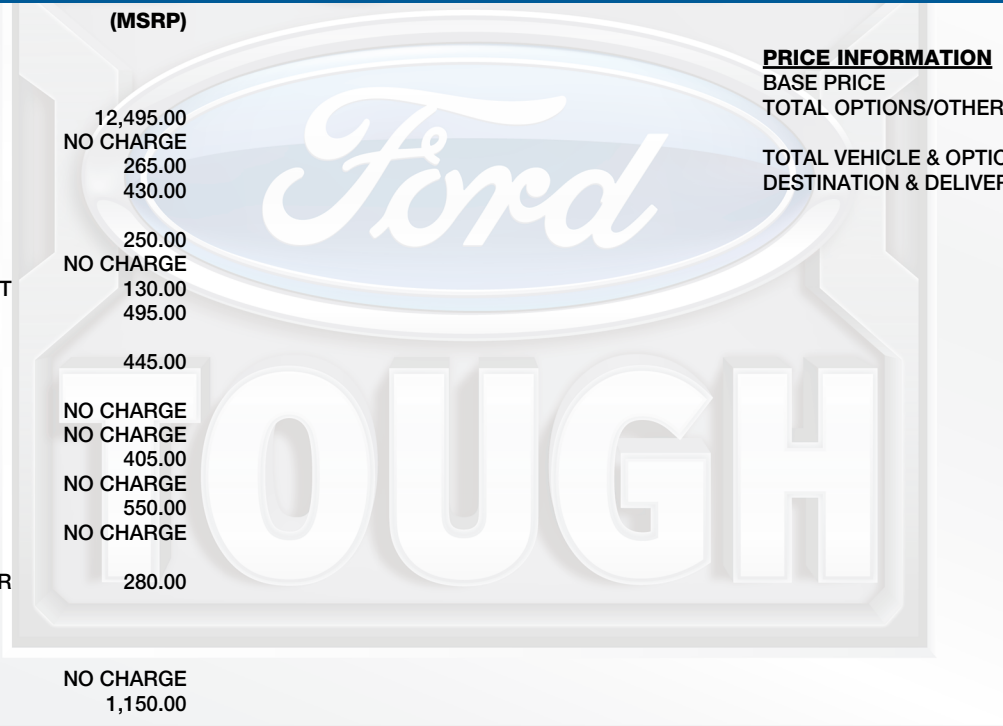 (MSRP)
12,495.00
NO CHARGE
265.00
430.00
250.00
NO CHARGE
T 130.00
495.00
445.00
NO CHARGE
NO CHARGE
405.00
NO CHARGE
550.00
NO CHARGE
R 280.00
NO CHARGE
1,150.00
PRICE INFORMATION
BASE PRICE
TOTAL OPTIONS/OTHER
TOTAL VEHICLE & OPTIO
DESTINATION & DELIVER
Ford
TOUGH